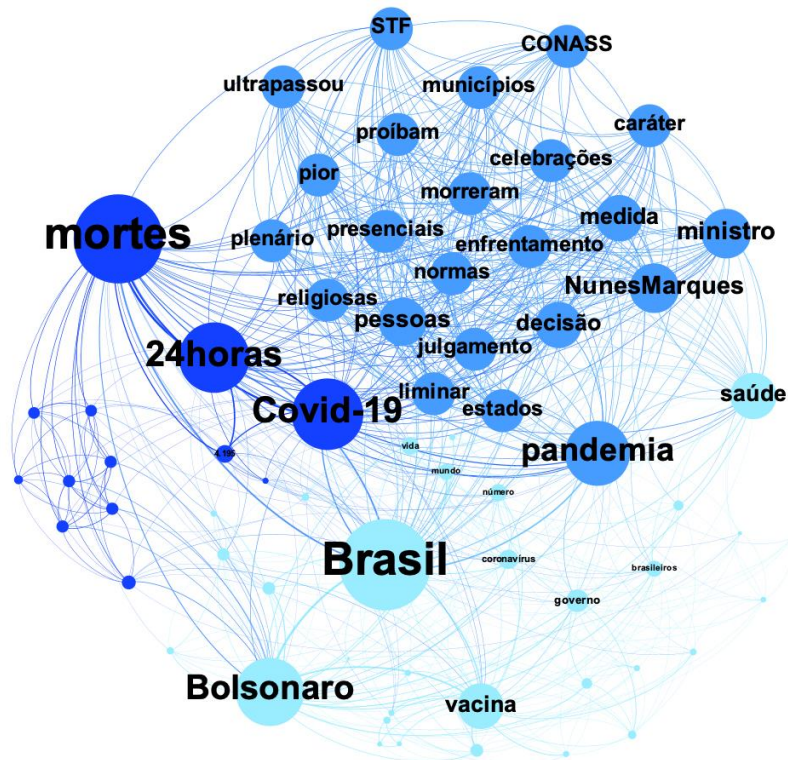 STF
CONASS
ultrapassou
municípios
caráter
proíbam
celebrações
pior
morreram
medida
mortes
plenário
presenciais
enfrentamento
ministro
normas
NunesMarques
religiosas
pessoas
decisão
24horas
julgamento
liminar
saúde
Covid-19
estados
vida
pandemia
4.195
mundo
número
Brasil
coronavírus
brasileiros
governo
Bolsonaro
vacina